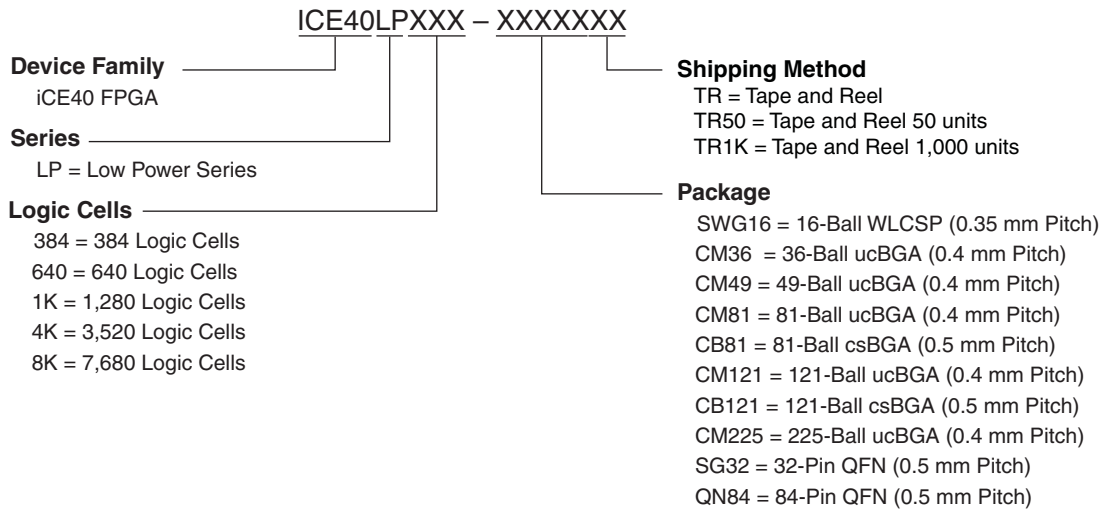 ICE40LPXXX – XXXXXXXX
Device Family
iCE40 FPGA
Series
LP = Low Power Series
Logic Cells
384 = 384 Logic Cells
640 = 640 Logic Cells
1K = 1,280 Logic Cells
4K = 3,520 Logic Cells
8K = 7,680 Logic Cells
Shipping Method
TR = Tape and Reel
TR50 = Tape and Reel 50 units
TR1K = Tape and Reel 1,000 units
Package
SWG16 = 16-Ball WLCSP (0.35 mm Pitch)
CM36 = 36-Ball ucBGA (0.4 mm Pitch)
CM49 = 49-Ball ucBGA (0.4 mm Pitch)
CM81 = 81-Ball ucBGA (0.4 mm Pitch)
CB81 = 81-Ball csBGA (0.5 mm Pitch)
CM121 = 121-Ball ucBGA (0.4 mm Pitch)
CB121 = 121-Ball csBGA (0.5 mm Pitch)
CM225 = 225-Ball ucBGA (0.4 mm Pitch)
SG32 = 32-Pin QFN (0.5 mm Pitch)
QN84 = 84-Pin QFN (0.5 mm Pitch)